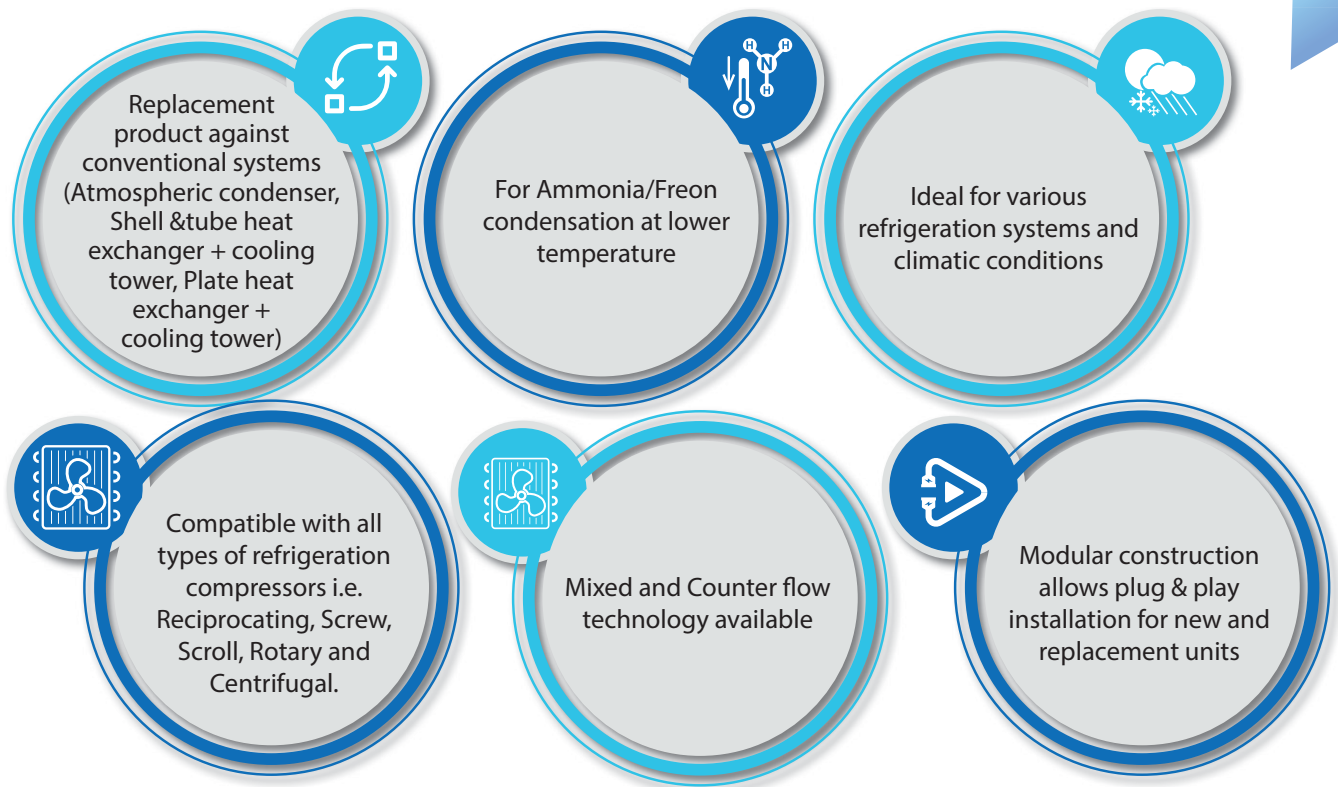 Replacement
product against
conventional systems
(Atmospheric condenser,
Shell &tube heat
exchanger + cooling
tower, Plate heat
exchanger +
cooling tower)
H H
N
H
For Ammonia/Freon
condensation at lower
temperature
Ideal for various
refrigeration systems and
climatic conditions
Compatible with all
types of refrigeration
compressors i.e.
Reciprocating, Screw,
Scroll, Rotary and
Centrifugal.
Mixed and Counter flow
technology available
Modular construction
allows plug & play
installation for new and
replacement units